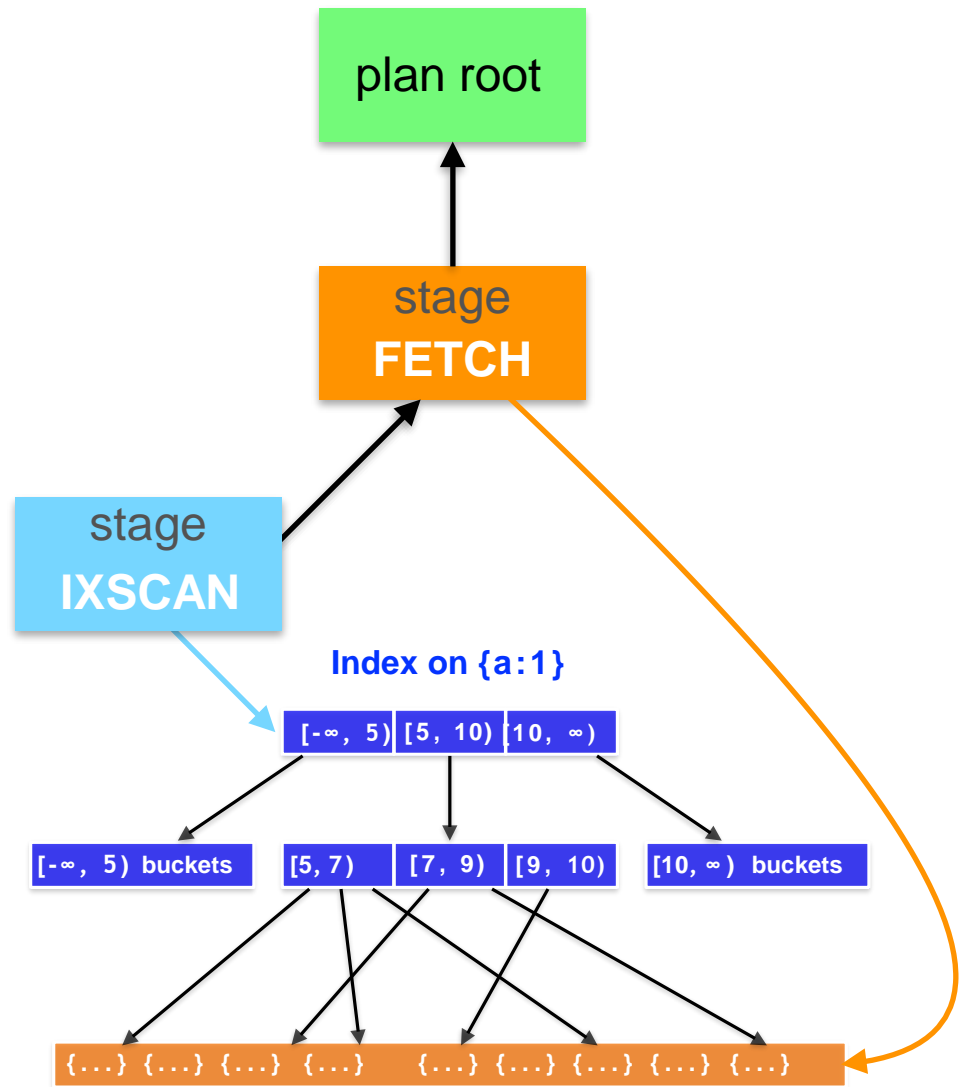 plan root
stage
FETCH
stage
IXSCAN
Index on {a:1}
[-∞, 5) [5, 10) [10, ∞)
[-∞, 5) buckets [5,7) [7, 9) [9, 10) [10, ∞) buckets
{...} {...} {...} {...} {...} {...} {...} {...} {...}